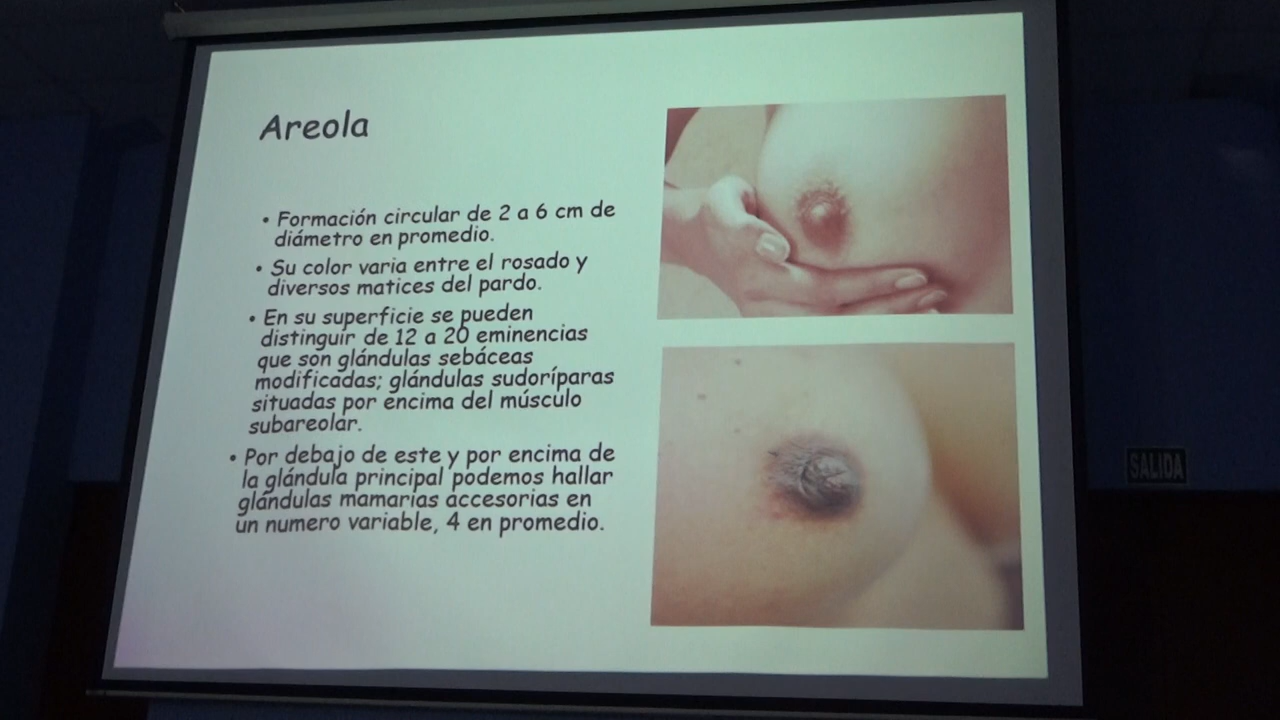 Areola
• Formación circular de 2 a 6 cm de
diámetro en promedio.
• Su color varia entre el rosado y
diversos matices del pardo.
• En su superficie se pueden
distinguir de 12 a 20 eminencias
que son glándulas sebáceas
modificadas; glándulas sudoríparas
situadas por encima del músculo
subareolar.
• Por debajo de este y por encima de
la glándula principal podemos hallar
glándulas mamarias accesorias en
un numero variable, 4 en promedio.
SALIDA